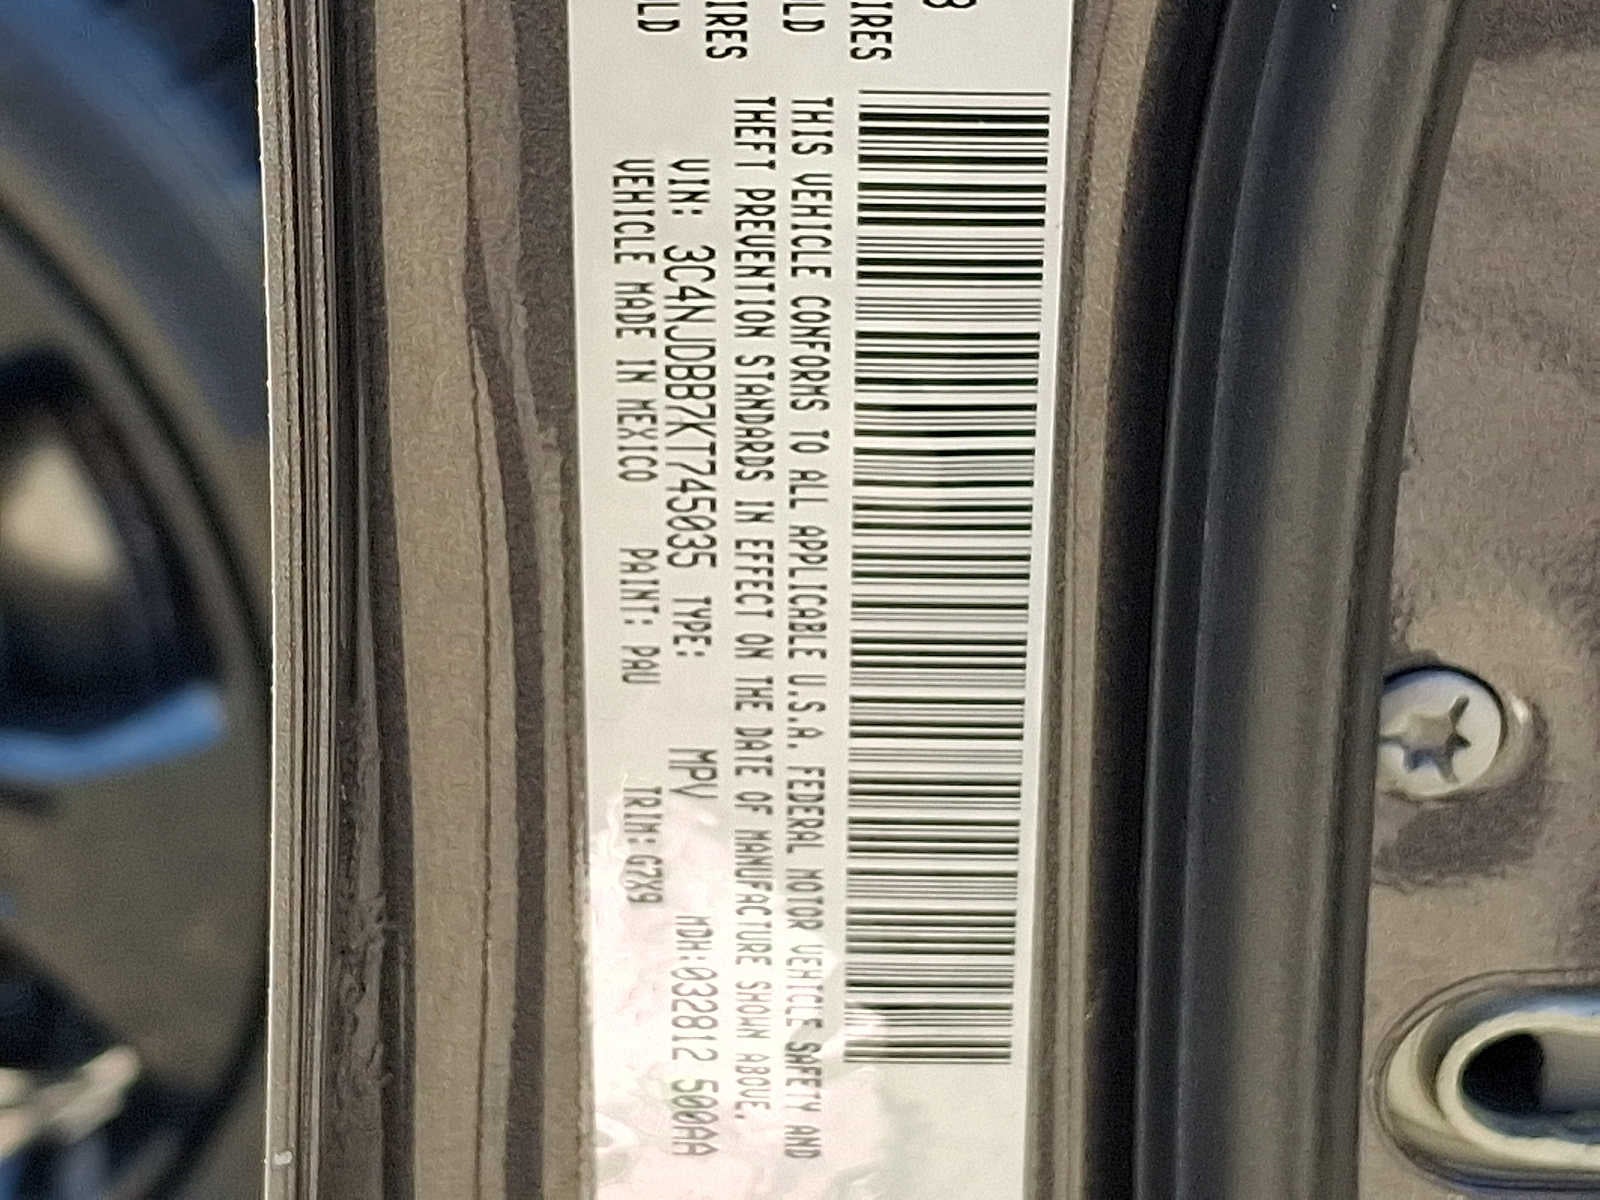 8
IRES
LD
IRES
LD
THIS VEHICLE CONFORMS TO ALL APPLICABLE U.S.A. FEDERAL MOTOR VEHICLE SAFETY AND
THEFT PREVENTION STANDARDS IN EFFECT ON THE DATE OF MANUFACTURE SHOWN ABOVE.
VIN: 3C4NJDBB7KT745035 TYPE: MPV MDH:032812 500AA
VEHICLE MADE IN MEXICO PAINT: PAU TRIM: G7X9